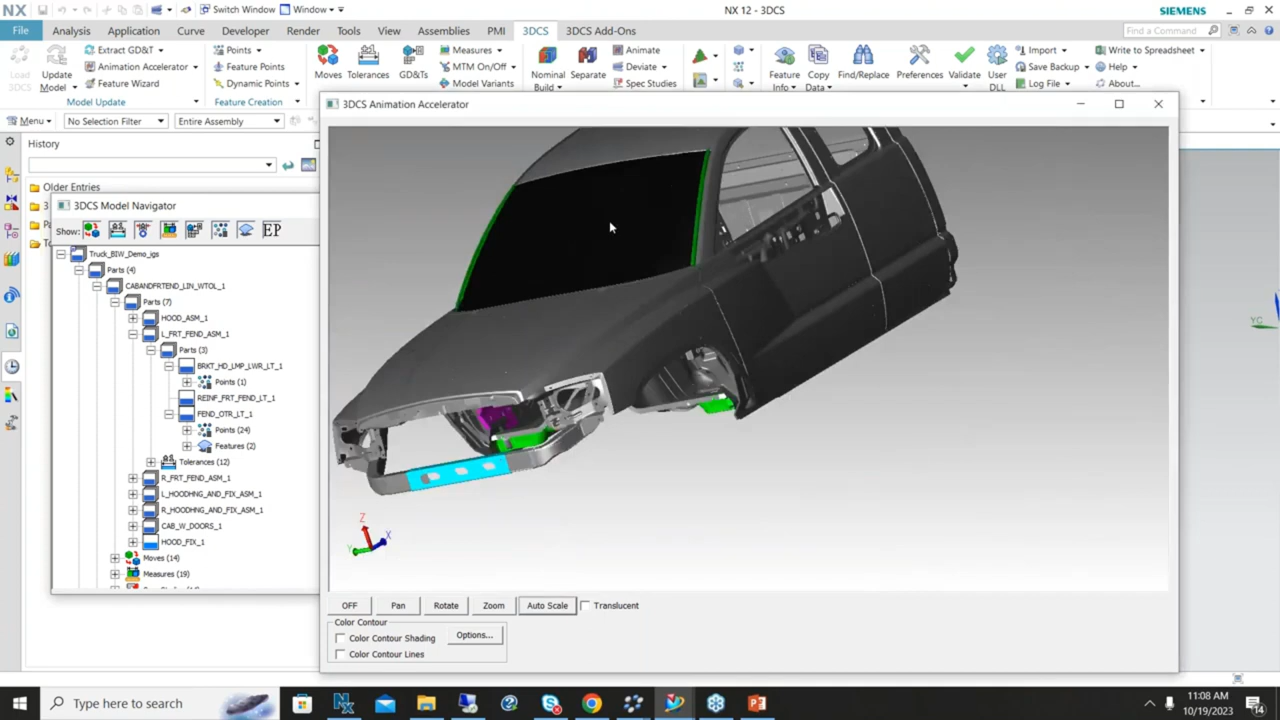 NX
Switch Window
Window
NX 12 - 3DCS
SIEMENS
File
Analysis
Application
Curve
Developer
Render
Tools
View
Assemblies
PMI
3DCS
3DCS Add-Ons
Find a Command
Load
3DCS
Update
Model
Extract GD&T
Animation Accelerator
Feature Wizard
Model Update
Points
Feature Points
Dynamic Points
Feature Creation
Moves
Tolerances
GD&Ts
Measures
MTM On/Off
Model Variants
Nominal
Build
Separate
Animate
Deviate
Spec Studies
Feature
Info
Copy
Data
Find/Replace
Preferences
Validate
User
DLL
Import
Save Backup
Log File
Write to Spreadsheet
Help
About...
Menu
No Selection Filter
Entire Assembly
History
Older Entries
3DCS Model Navigator
Show:
EP
Truck_BIW_Demo_jgs
Parts (4)
CABANDFRTEND_LIN_WTOL_1
Parts (7)
HOOD_ASM_1
L_FRT_FEND_ASM_1
Parts (3)
BRKT_HD_LMP_LWR_LT_1
Points (1)
REINF_FRT_FEND_LT_1
FEND_OTR_LT_1
Points (24)
Features (2)
Tolerances (12)
R_FRT_FEND_ASM_1
L_HOODHNG_AND_FIX_ASM_1
R_HOODHNG_AND_FIX_ASM_1
CAB_W_DOORS_1
HOOD_FIX_1
Moves (14)
Measures (19)
3DCS Animation Accelerator
Z
X
Y
YC
OFF
Pan
Rotate
Zoom
Auto Scale
Translucent
Color Contour
Color Contour Shading
Options...
Color Contour Lines
Type here to search
11:08 AM
10/19/2023
14